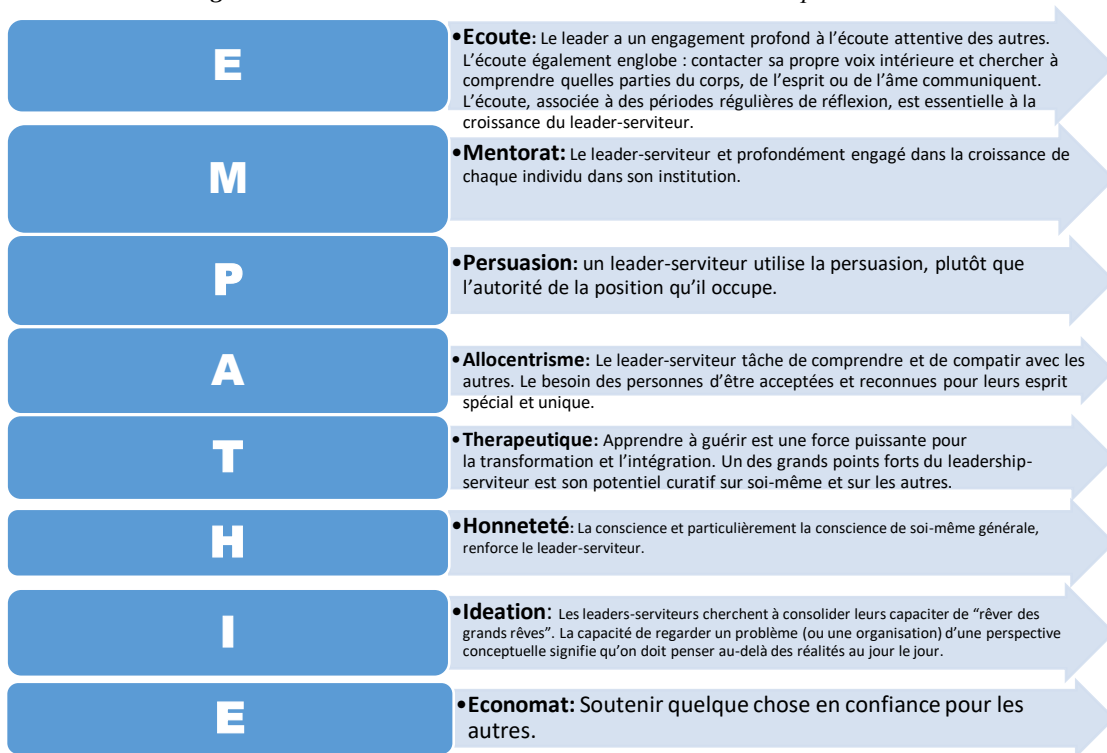 E
•Ecoute: Le leader a un engagement profond à l’écoute attentive des autres.
L’écoute également englobe : contacter sa propre voix intérieure et chercher à
comprendre quelles parties du corps, de l’esprit ou de l’âme communiquent.
L’écoute, associée à des périodes régulières de réflexion, est essentielle à la
croissance du leader-serviteur.
M
•Mentorat: Le leader-serviteur et profondément engagé dans la croissance de
chaque individu dans son institution.
P
•Persuasion: un leader-serviteur utilise la persuasion, plutôt que
l’autorité de la position qu’il occupe.
A
•Allocentrisme: Le leader-serviteur tâche de comprendre et de compatir avec les
autres. Le besoin des personnes d’être acceptées et reconnues pour leurs esprit
spécial et unique.
T
•Therapeutique: Apprendre à guérir est une force puissante pour
la transformation et l’intégration. Un des grands points forts du leadership-
serviteur est son potentiel curatif sur soi-même et sur les autres.
H
•Honneteté: La conscience et particulièrement la conscience de soi-même générale,
renforce le leader-serviteur.
I
•Ideation: Les leaders-serviteurs cherchent à consolider leurs capaciter de “rêver des
grands rêves”. La capacité de regarder un problème (ou une organisation) d’une perspective
conceptuelle signifie qu’on doit penser au-delà des réalités au jour le jour.
E
•Economat: Soutenir quelque chose en confiance pour les
autres.